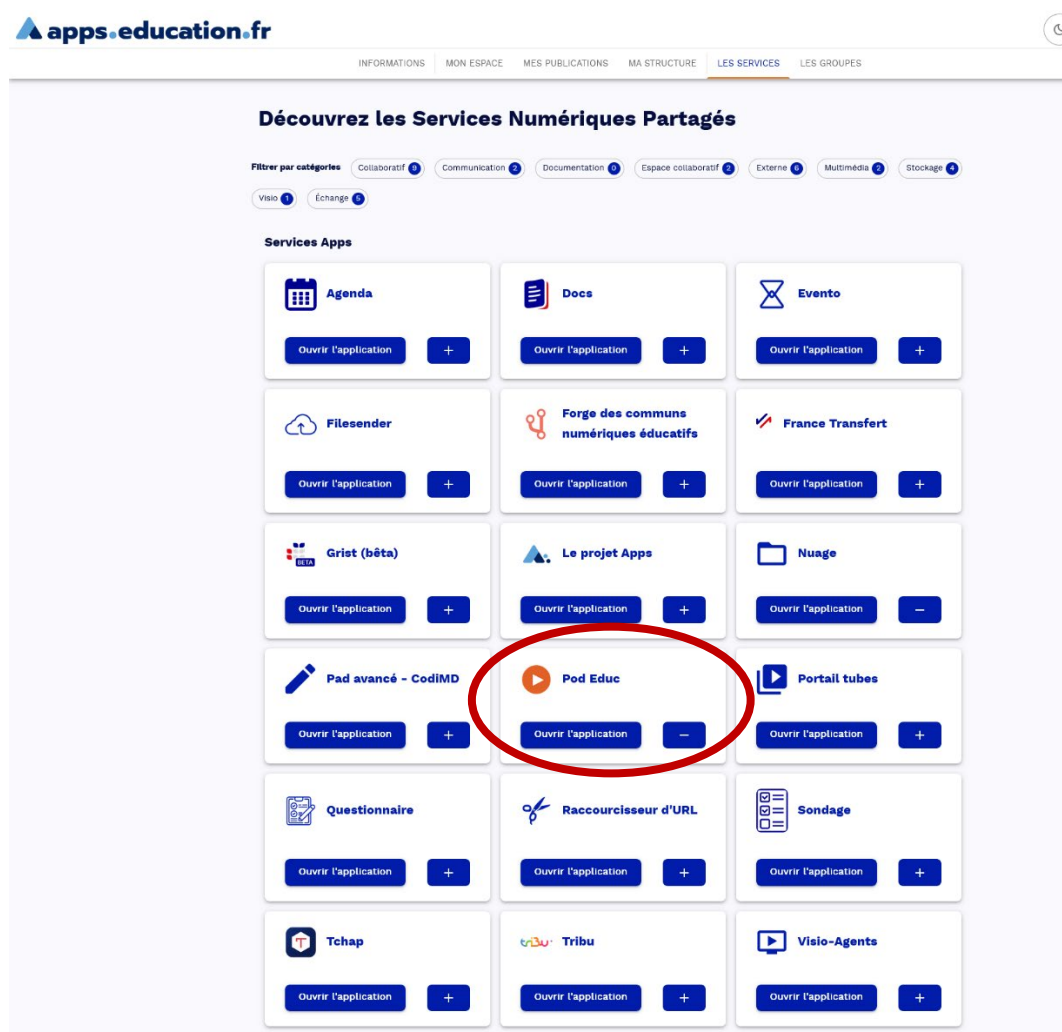 apps.education.fr
INFORMATIONS MON ESPACE MES PUBLICATIONS MA STRUCTURE LES SERVICES LES GROUPES
Découvrez les Services Numériques Partagés
Filtrer par catégories Collaboratif 9 Communication 2 Documentation 0 Espace collaboratif 2 Externe 6 Multimédia 2 Stockage 4
Visio 1 Échange 5
Services Apps
Agenda Docs Evento
Ouvrir l'application + Ouvrir l'application + Ouvrir l'application +
Filesender Forge des communs numériques éducatifs France Transfert
Ouvrir l'application + Ouvrir l'application + Ouvrir l'application +
BETA Grist (bêta) Le projet Apps Nuage
Ouvrir l'application + Ouvrir l'application + Ouvrir l'application −
Pad avancé - CodiMD Pod Educ Portail tubes
Ouvrir l'application + Ouvrir l'application − Ouvrir l'application +
Questionnaire Raccourcisseur d'URL Sondage
Ouvrir l'application + Ouvrir l'application + Ouvrir l'application +
Tchap tribu Tribu Visio-Agents
Ouvrir l'application + Ouvrir l'application + Ouvrir l'application +